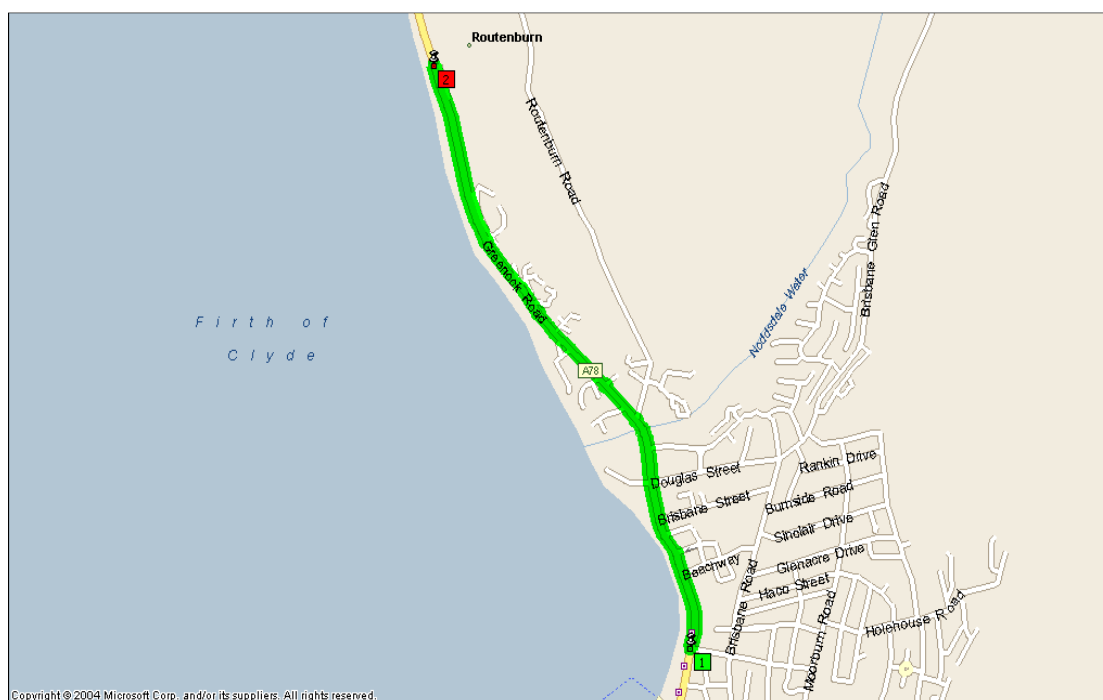 Routenburn
2
Routenburn Road
Brisbane Glen Road
Greenock Road
Noddsdale Water
Firth of
Clyde
A78
Douglas Street
Rankin Drive
Brisbane Street
Burnside Road
Sinclair Drive
Beachway
Glenacre Drive
Haco Street
Brisbane Road
Moorburn Road
Holehouse Road
1
Copyright © 2004 Microsoft Corp. and/or its suppliers. All rights reserved.